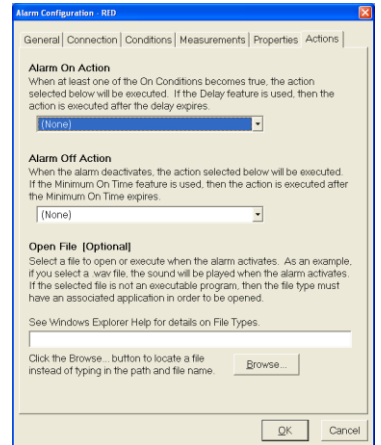 Alarm Configuration - RED
General Connection Conditions Measurements Properties Actions
Alarm On Action
When at least one of the On Conditions becomes true, the action
selected below will be executed. If the Delay feature is used, then the
action is executed after the delay expires.
(None)
Alarm Off Action
When the alarm deactivates, the action selected below will be executed.
If the Minimum On Time feature is used, then the action is executed after
the Minimum On Time expires.
(None)
Open File [Optional]
Select a file to open or execute when the alarm activates. As an example,
if you select a .wav file, the sound will be played when the alarm activates.
If the selected file is not an executable program, then the file type must
have an associated application in order to be opened.
See Windows Explorer Help for details on File Types.
Click the Browse... button to locate a file
instead of typing in the path and file name.
Browse...
OK Cancel